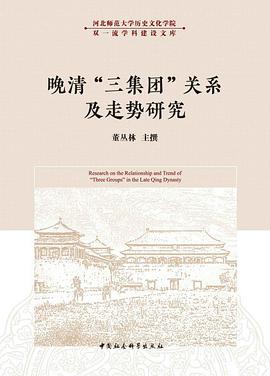 河北师范大学历史文化学院
双一流学科建设文库
晚清“三集团”关系
及走势研究
董丛林 主撰
Research on the Relationship and Trend of
“Three Groups” in the Late Qing Dynasty
中国社会科学出版社